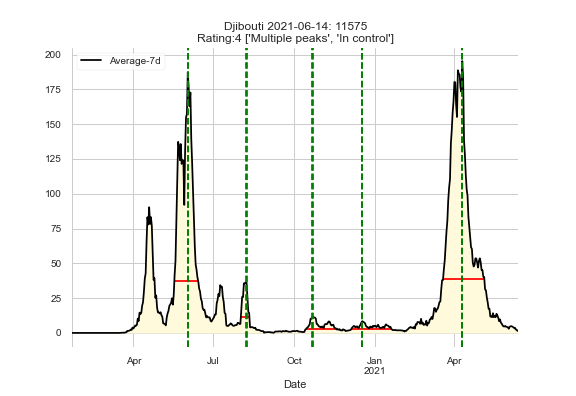 Djibouti 2021-06-14: 11575
Rating:4 ['Multiple peaks', 'In control']
Average-7d
200
175
150
125
100
75
50
25
0
Apr Jul Oct Jan Apr
2021
Date